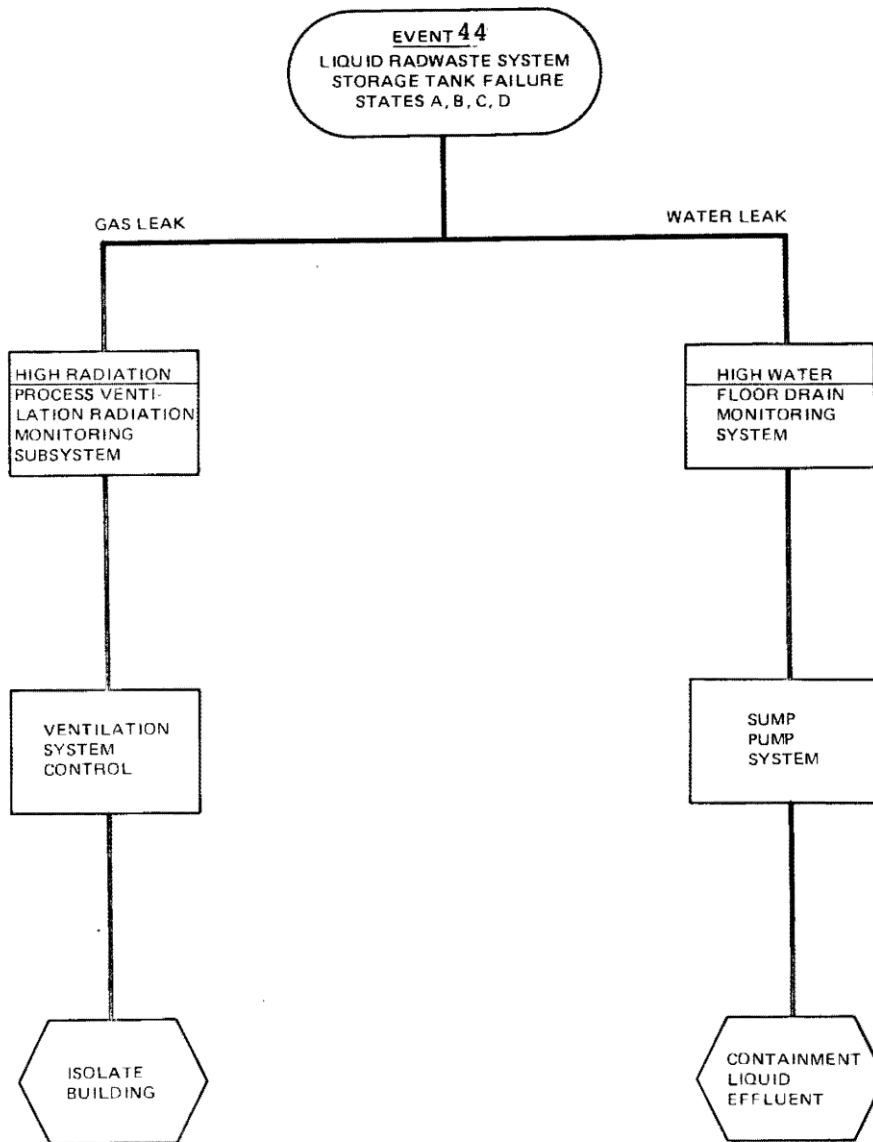 EVENT 44
LIQUID RADWASTE SYSTEM
STORAGE TANK FAILURE
STATES A, B, C, D
GAS LEAK
WATER LEAK
HIGH RADIATION
PROCESS VENTI-
LATION RADIATION
MONITORING
SUBSYSTEM
HIGH WATER
FLOOR DRAIN
MONITORING
SYSTEM
VENTILATION
SYSTEM
CONTROL
SUMP
PUMP
SYSTEM
ISOLATE
BUILDING
CONTAINMENT
LIQUID
EFFLUENT